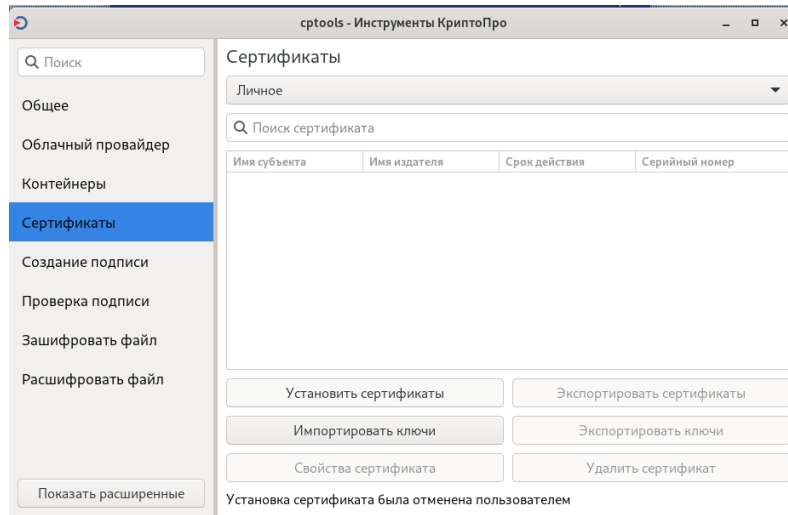 cptools - Инструменты КриптоПро
Поиск
Общее
Облачный провайдер
Контейнеры
Сертификаты
Создание подписи
Проверка подписи
Зашифровать файл
Расшифровать файл
Показать расширенные
Сертификаты
Личное
Поиск сертификата
Имя субъекта Имя издателя Срок действия Серийный номер
Установить сертификаты Экспортировать сертификаты
Импортировать ключи Экспортировать ключи
Свойства сертификата Удалить сертификат
Установка сертификата была отменена пользователем